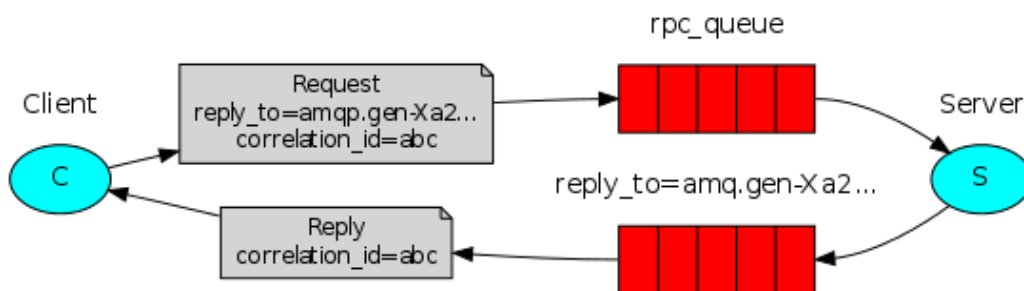 rpc_queue
Client
Request
reply_to=amqp.gen-Xa2...
correlation_id=abc
Server
C
S
reply_to=amq.gen-Xa2...
Reply
correlation_id=abc